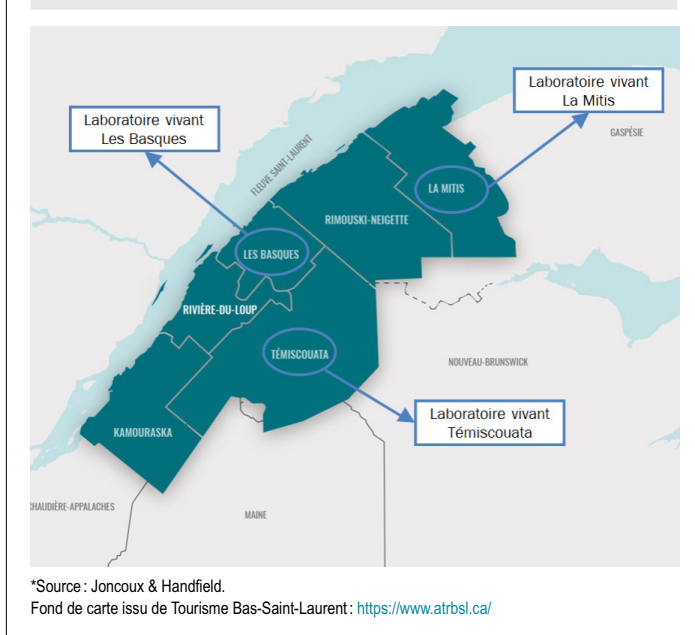 Laboratoire vivant
La Mitis
Laboratoire vivant
Les Basques
GASPÉSIE
FLEUVE SAINT-LAURENT
LA MITIS
RIMOUSKI-NEIGETTE
LES BASQUES
RIVIÈRE-DU-LOUP
TÉMISCOUATA
NOUVEAU-BRUNSWICK
Laboratoire vivant
Témiscouata
KAMOURASKA
CHAUDIÈRE-APPALACHES
MAINE
*Source : Joncoux & Handfield.
Fond de carte issu de Tourisme Bas-Saint-Laurent : https://www.atrbsl.ca/